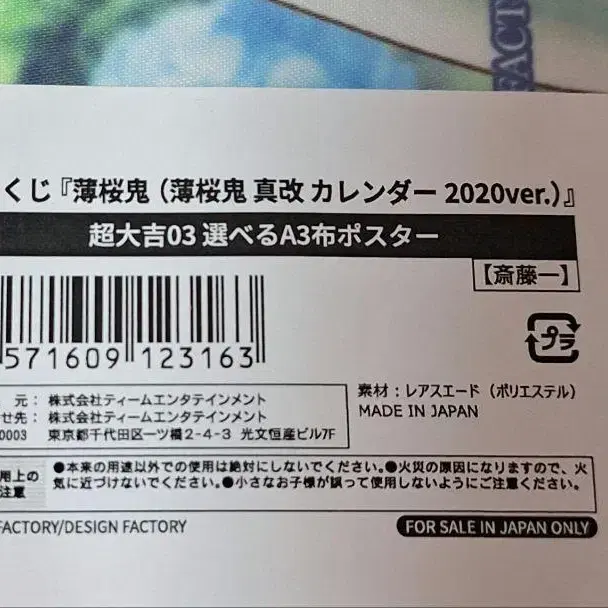 FACT
くじ『薄桜鬼(薄桜鬼 真改 カレンダー 2020ver.)』
超大吉03 選べるA3布ポスター
【斎藤一】
571609 123163
プラ
元: 株式会社ティームエンタテインメント
せ先: 株式会社ティームエンタテインメント
0003 東京都千代田区一ツ橋2-4-3 光文恒産ビル7F
素材:レアスエード(ポリエステル)
MADE IN JAPAN
用上の
注意
●本来の用途以外での使用は絶対にしないでください。●火災の原因になりますので、火
気に近づけないでください。●小さなお子様が誤って使用しないようにご注意ください。
FACTORY/DESIGN FACTORY
FOR SALE IN JAPAN ONLY